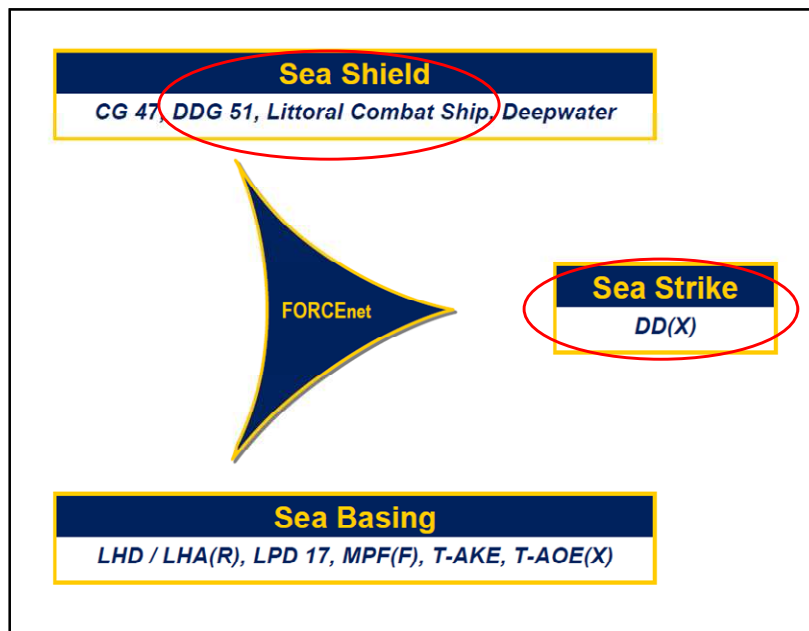 Sea Shield
CG 47, DDG 51, Littoral Combat Ship, Deepwater
FORCEnet
Sea Strike
DD(X)
Sea Basing
LHD / LHA(R), LPD 17, MPF(F), T-AKE, T-AOE(X)